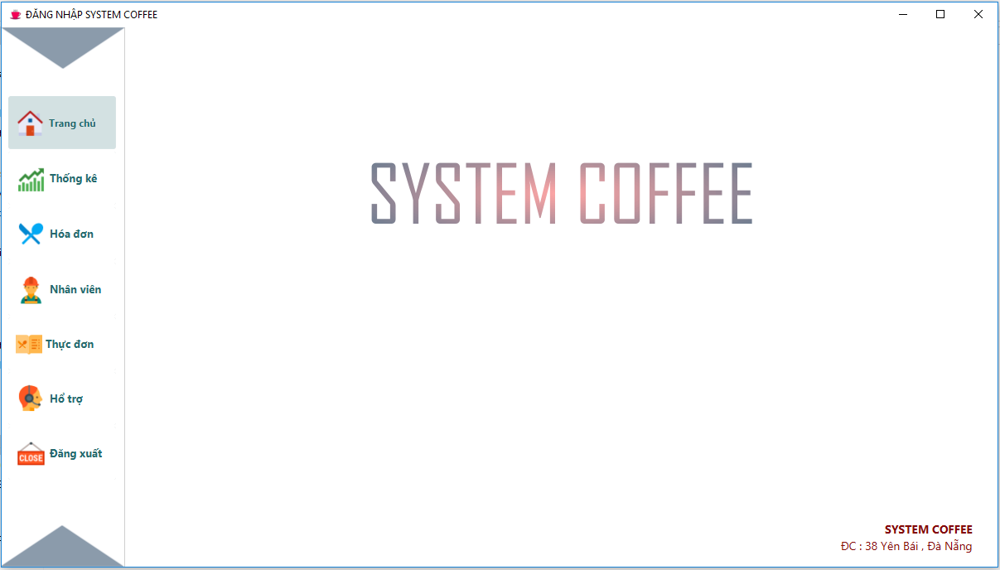 ĐĂNG NHẬP SYSTEM COFFEE
Trang chủ
Thống kê
Hóa đơn
Nhân viên
Thực đơn
Hổ trợ
CLOSE
Đăng xuất
SYSTEM COFFEE
SYSTEM COFFEE
ĐC : 38 Yên Bái , Đà Nẵng